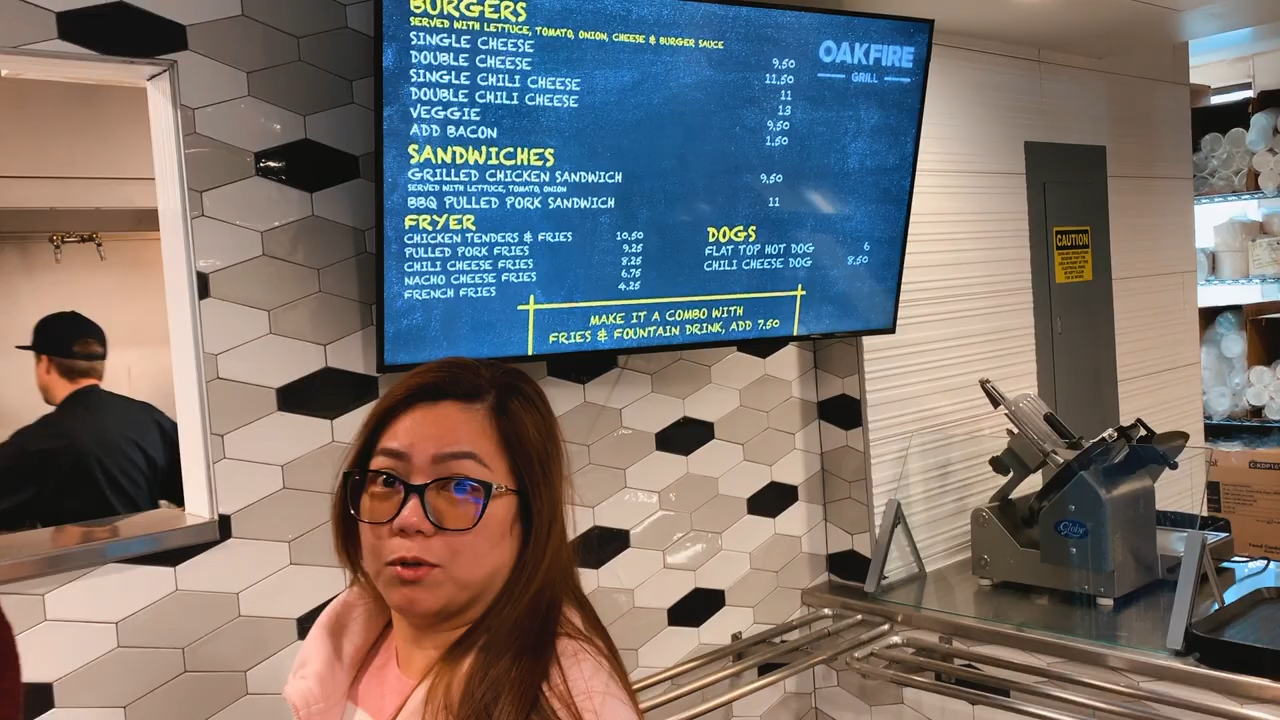 BURGERS
SERVED WITH LETTUCE, TOMATO, ONION, CHEESE & BURGER SAUCE
SINGLE CHEESE 9.50
DOUBLE CHEESE 11.50
SINGLE CHILI CHEESE 11
DOUBLE CHILI CHEESE 13
VEGGIE 9.50
ADD BACON 1.50
OAKFIRE
GRILL
SANDWICHES
GRILLED CHICKEN SANDWICH 9.50
SERVED WITH LETTUCE, TOMATO, ONION
BBQ PULLED PORK SANDWICH 11
FRYER
CHICKEN TENDERS & FRIES 10.50
PULLED PORK FRIES 9.25
CHILI CHEESE FRIES 8.25
NACHO CHEESE FRIES 6.75
FRENCH FRIES 4.25
DOGS
FLAT TOP HOT DOG 6
CHILI CHEESE DOG 8.50
MAKE IT A COMBO WITH
FRIES & FOUNTAIN DRINK, ADD 7.50
CAUTION
Globe